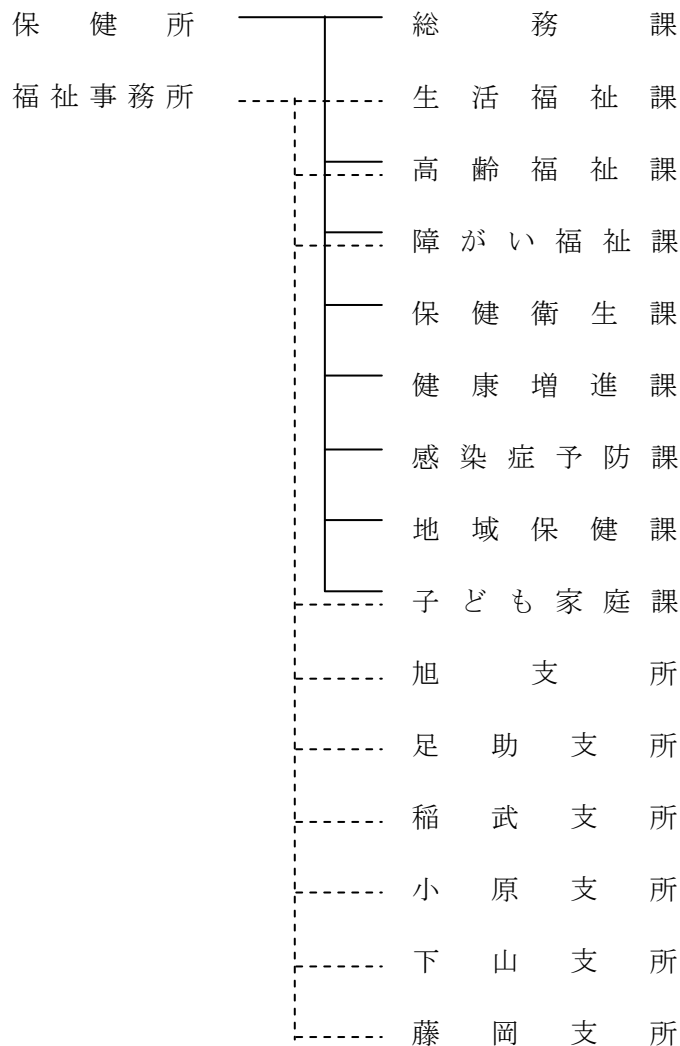 保健所 総務課
福祉事務所 生活福祉課
高齢福祉課
障がい福祉課
保健衛生課
健康増進課
感染症予防課
地域保健課
子ども家庭課
旭支所
足助支所
稲武支所
小原支所
下山支所
藤岡支所